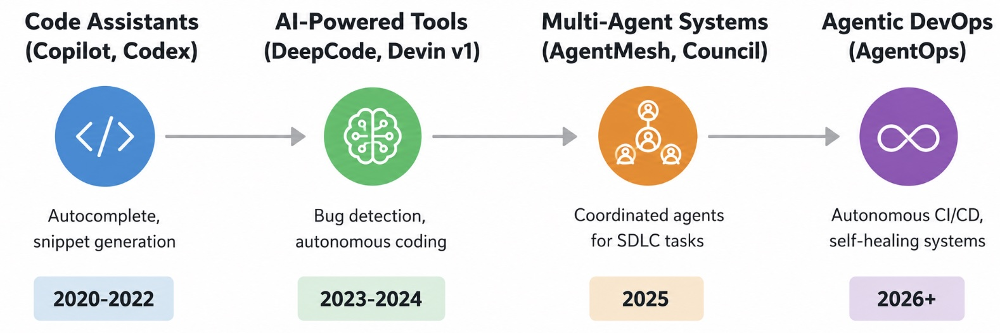 Code Assistants
(Copilot, Codex)
Autocomplete,
snippet generation
2020-2022
AI-Powered Tools
(DeepCode, Devin v1)
Bug detection,
autonomous coding
2023-2024
Multi-Agent Systems
(AgentMesh, Council)
Coordinated agents
for SDLC tasks
2025
Agentic DevOps
(AgentOps)
Autonomous CI/CD,
self-healing systems
2026+